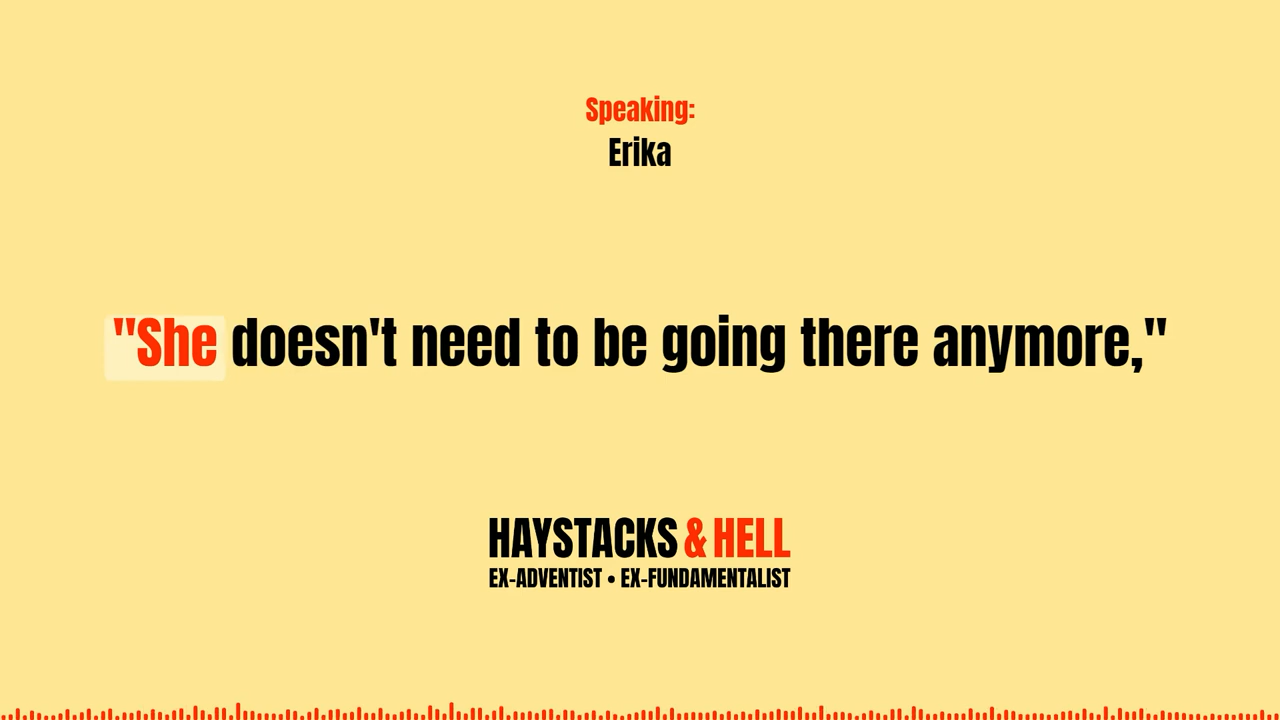 Speaking:
Erika
"She doesn't need to be going there anymore,"
HAYSTACKS & HELL
EX-ADVENTIST • EX-FUNDAMENTALIST